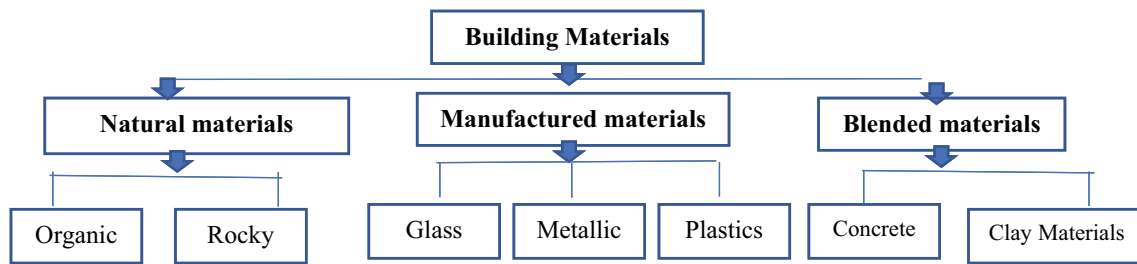 Building Materials
Natural materials
Manufactured materials
Blended materials
Organic
Rocky
Glass
Metallic
Plastics
Concrete
Clay Materials